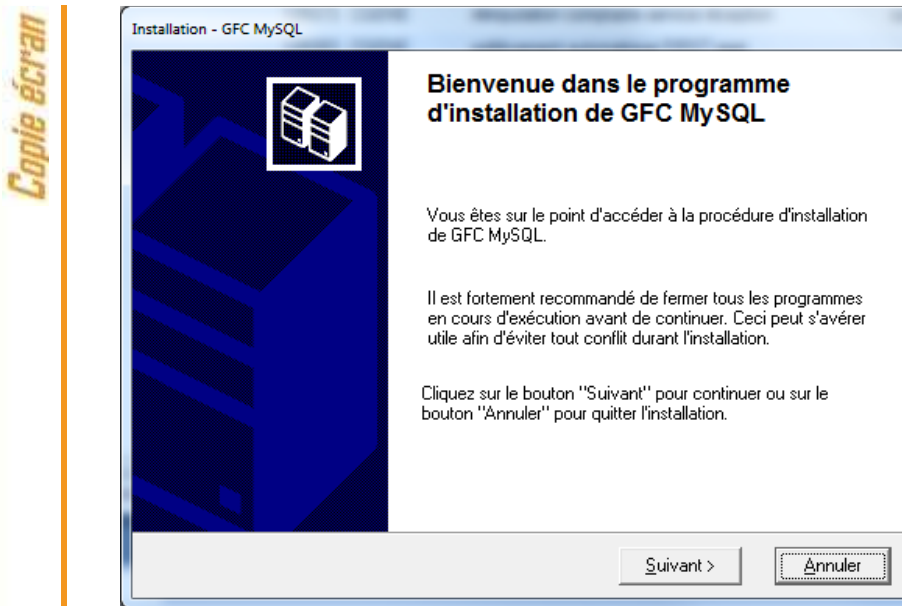 Copie écran
Installation - GFC MySQL
Bienvenue dans le programme
d'installation de GFC MySQL
Vous êtes sur le point d'accéder à la procédure d'installation
de GFC MySQL.
Il est fortement recommandé de fermer tous les programmes
en cours d'exécution avant de continuer. Ceci peut s'avérer
utile afin d'éviter tout conflit durant l'installation.
Cliquez sur le bouton "Suivant" pour continuer ou sur le
bouton "Annuler" pour quitter l'installation.
Suivant >
Annuler